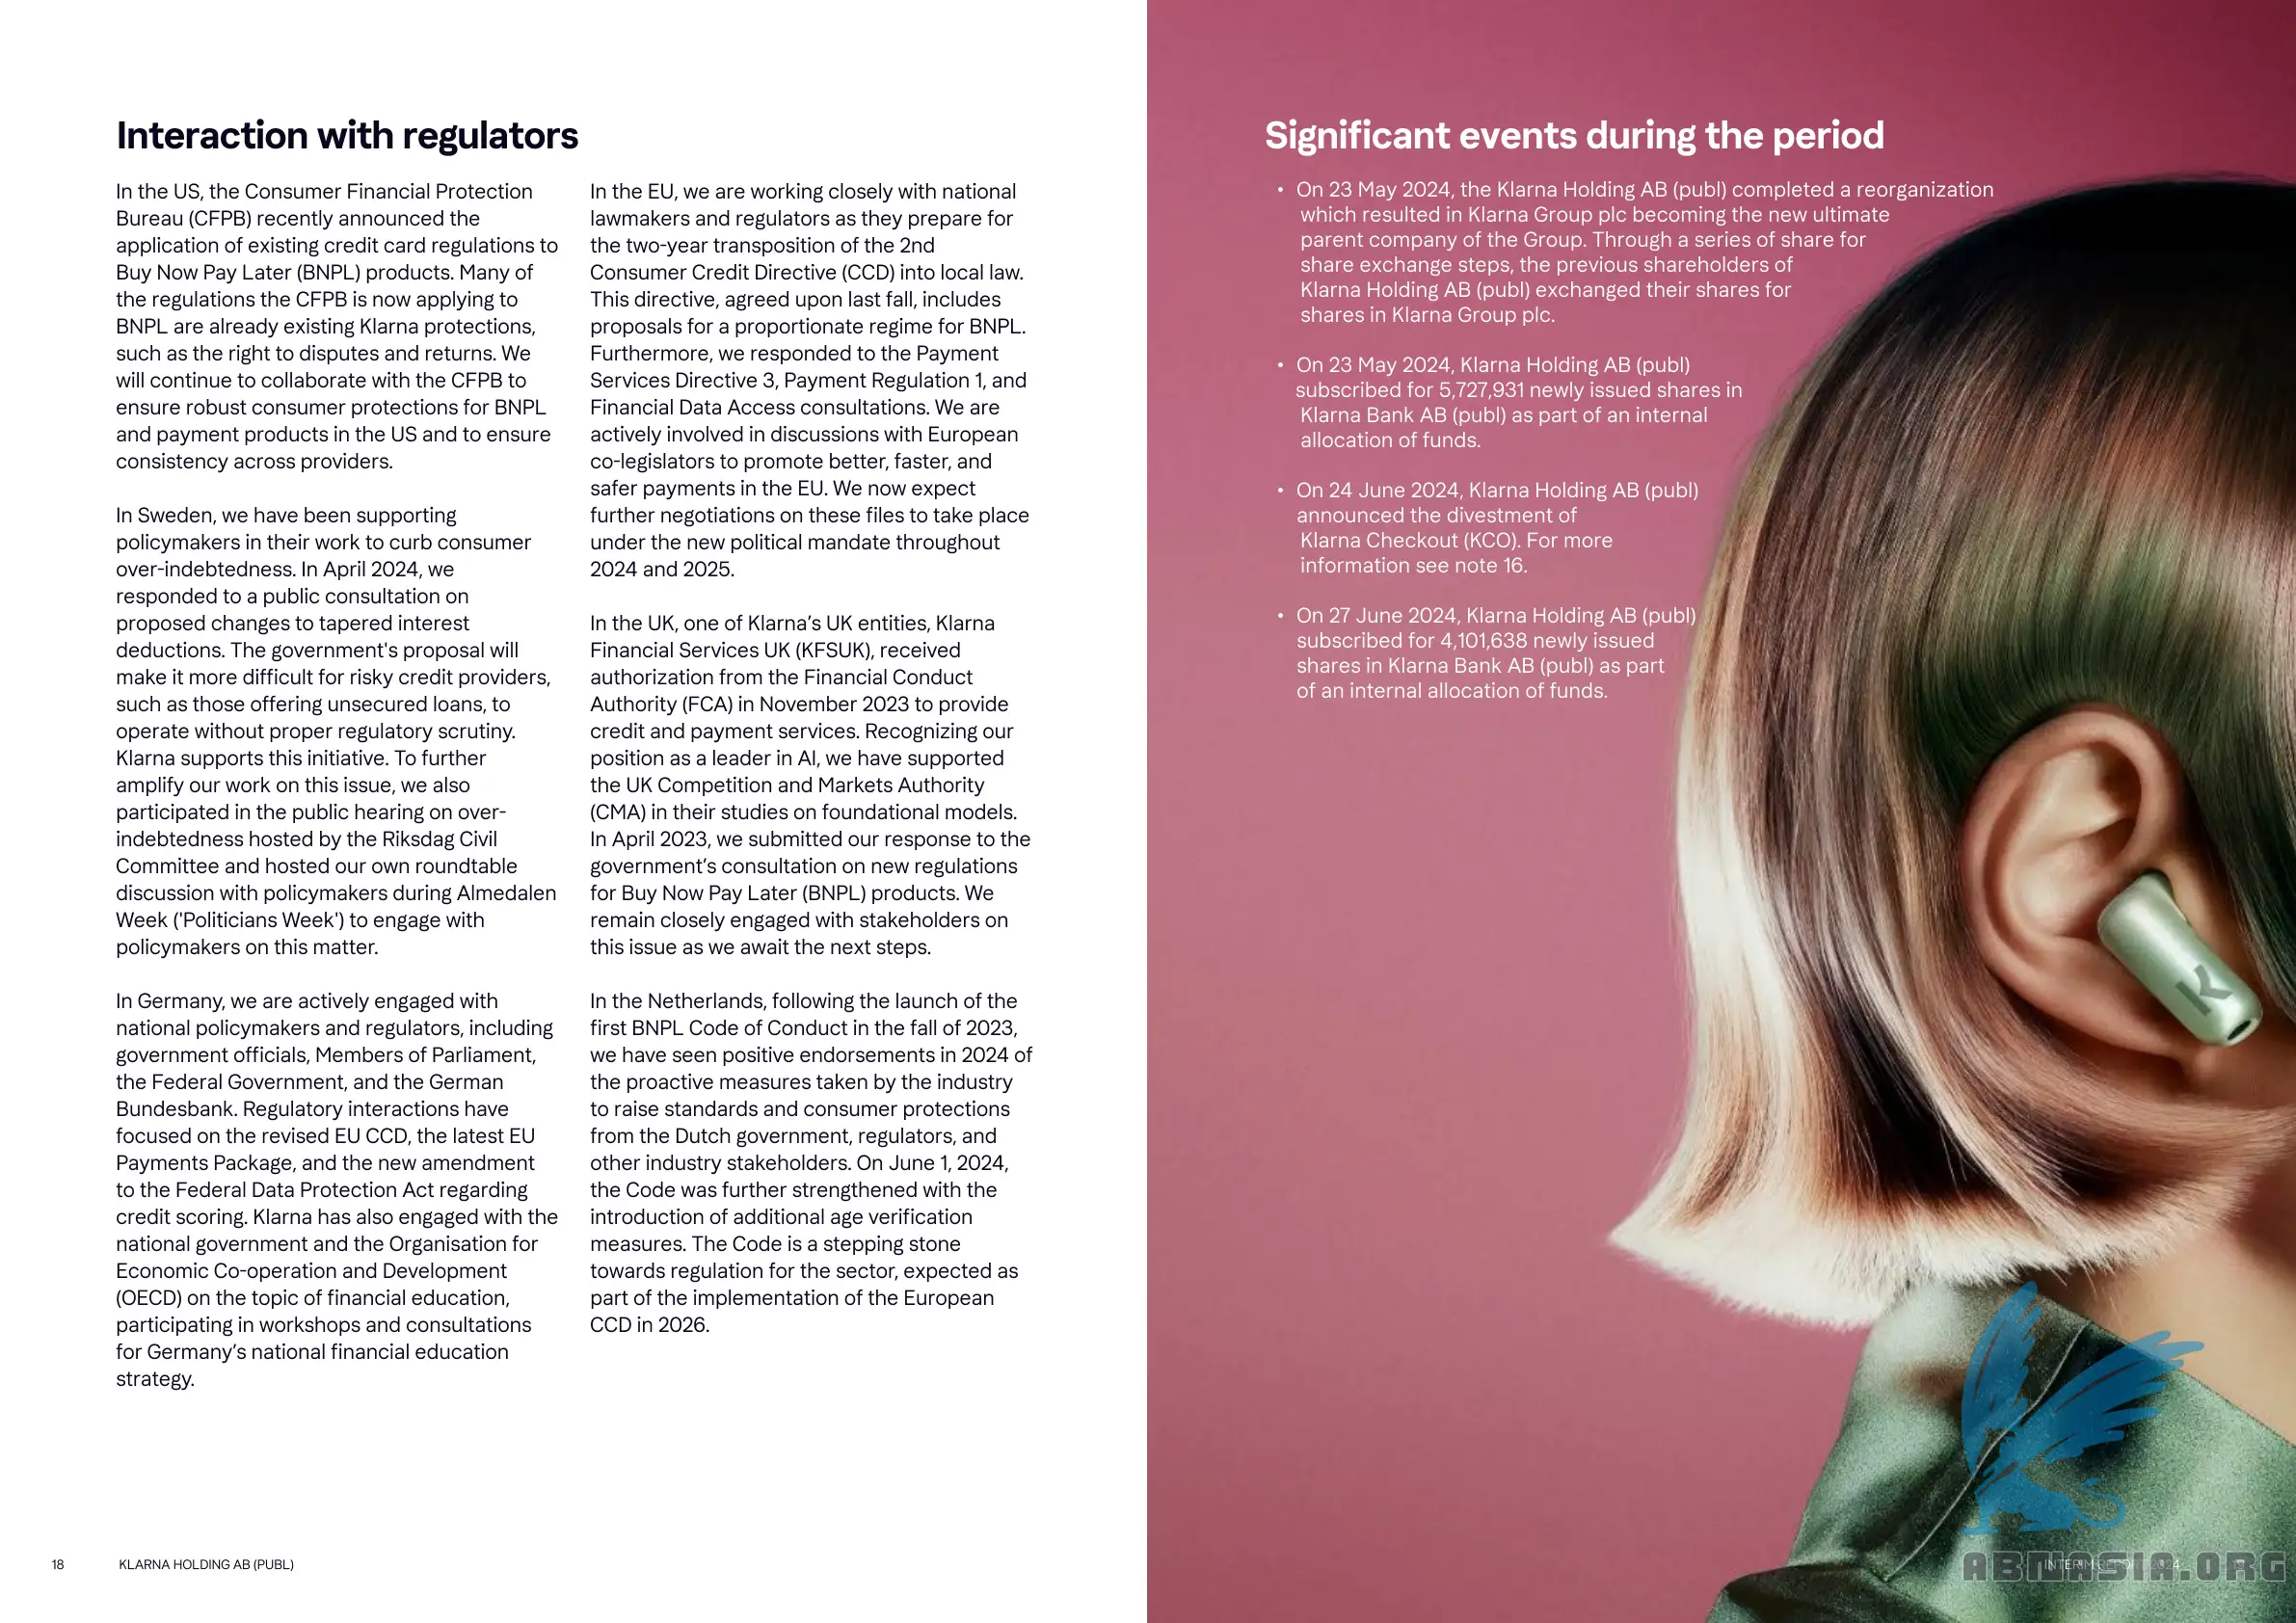 Interaction with regulators
In the US, the Consumer Financial Protection
Bureau (CFPB) recently announced the
application of existing credit card regulations to
Buy Now Pay Later (BNPL) products. Many of
the regulations the CFPB is now applying to
BNPL are already existing Klarna protections,
such as the right to disputes and returns. We
will continue to collaborate with the CFPB to
ensure robust consumer protections for BNPL
and payment products in the US and to ensure
consistency across providers.
In Sweden, we have been supporting
policymakers in their work to curb consumer
over-indebtedness. In April 2024, we
responded to a public consultation on
proposed changes to tapered interest
deductions. The government's proposal will
make it more difficult for risky credit providers,
such as those offering unsecured loans, to
operate without proper regulatory scrutiny.
Klarna supports this initiative. To further
amplify our work on this issue, we also
participated in the public hearing on over-
indebtedness hosted by the Riksdag Civil
Committee and hosted our own roundtable
discussion with policymakers during Almedalen
Week ('Politicians Week') to engage with
policymakers on this matter.
In Germany, we are actively engaged with
national policymakers and regulators, including
government officials, Members of Parliament,
the Federal Government, and the German
Bundesbank. Regulatory interactions have
focused on the revised EU CCD, the latest EU
Payments Package, and the new amendment
to the Federal Data Protection Act regarding
credit scoring. Klarna has also engaged with the
national government and the Organisation for
Economic Co-operation and Development
(OECD) on the topic of financial education,
participating in workshops and consultations
for Germany’s national financial education
strategy.
In the EU, we are working closely with national
lawmakers and regulators as they prepare for
the two-year transposition of the 2nd
Consumer Credit Directive (CCD) into local law.
This directive, agreed upon last fall, includes
proposals for a proportionate regime for BNPL.
Furthermore, we responded to the Payment
Services Directive 3, Payment Regulation 1, and
Financial Data Access consultations. We are
actively involved in discussions with European
co-legislators to promote better, faster, and
safer payments in the EU. We now expect
further negotiations on these files to take place
under the new political mandate throughout
2024 and 2025.
In the UK, one of Klarna’s UK entities, Klarna
Financial Services UK (KFSUK), received
authorization from the Financial Conduct
Authority (FCA) in November 2023 to provide
credit and payment services. Recognizing our
position as a leader in AI, we have supported
the UK Competition and Markets Authority
(CMA) in their studies on foundational models.
In April 2023, we submitted our response to the
government’s consultation on new regulations
for Buy Now Pay Later (BNPL) products. We
remain closely engaged with stakeholders on
this issue as we await the next steps.
In the Netherlands, following the launch of the
first BNPL Code of Conduct in the fall of 2023,
we have seen positive endorsements in 2024 of
the proactive measures taken by the industry
to raise standards and consumer protections
from the Dutch government, regulators, and
other industry stakeholders. On June 1, 2024,
the Code was further strengthened with the
introduction of additional age verification
measures. The Code is a stepping stone
towards regulation for the sector, expected as
part of the implementation of the European
CCD in 2026.
18 KLARNA HOLDING AB (PUBL)
Significant events during the period
• On 23 May 2024, the Klarna Holding AB (publ) completed a reorganization
which resulted in Klarna Group plc becoming the new ultimate
parent company of the Group. Through a series of share for
share exchange steps, the previous shareholders of
Klarna Holding AB (publ) exchanged their shares for
shares in Klarna Group plc.
• On 23 May 2024, Klarna Holding AB (publ)
subscribed for 5,727,931 newly issued shares in
Klarna Bank AB (publ) as part of an internal
allocation of funds.
• On 24 June 2024, Klarna Holding AB (publ)
announced the divestment of
Klarna Checkout (KCO). For more
information see note 16.
• On 27 June 2024, Klarna Holding AB (publ)
subscribed for 4,101,638 newly issued
shares in Klarna Bank AB (publ) as part
of an internal allocation of funds.
K
INTERIM REPORT 2024
ABNASIA.ORG